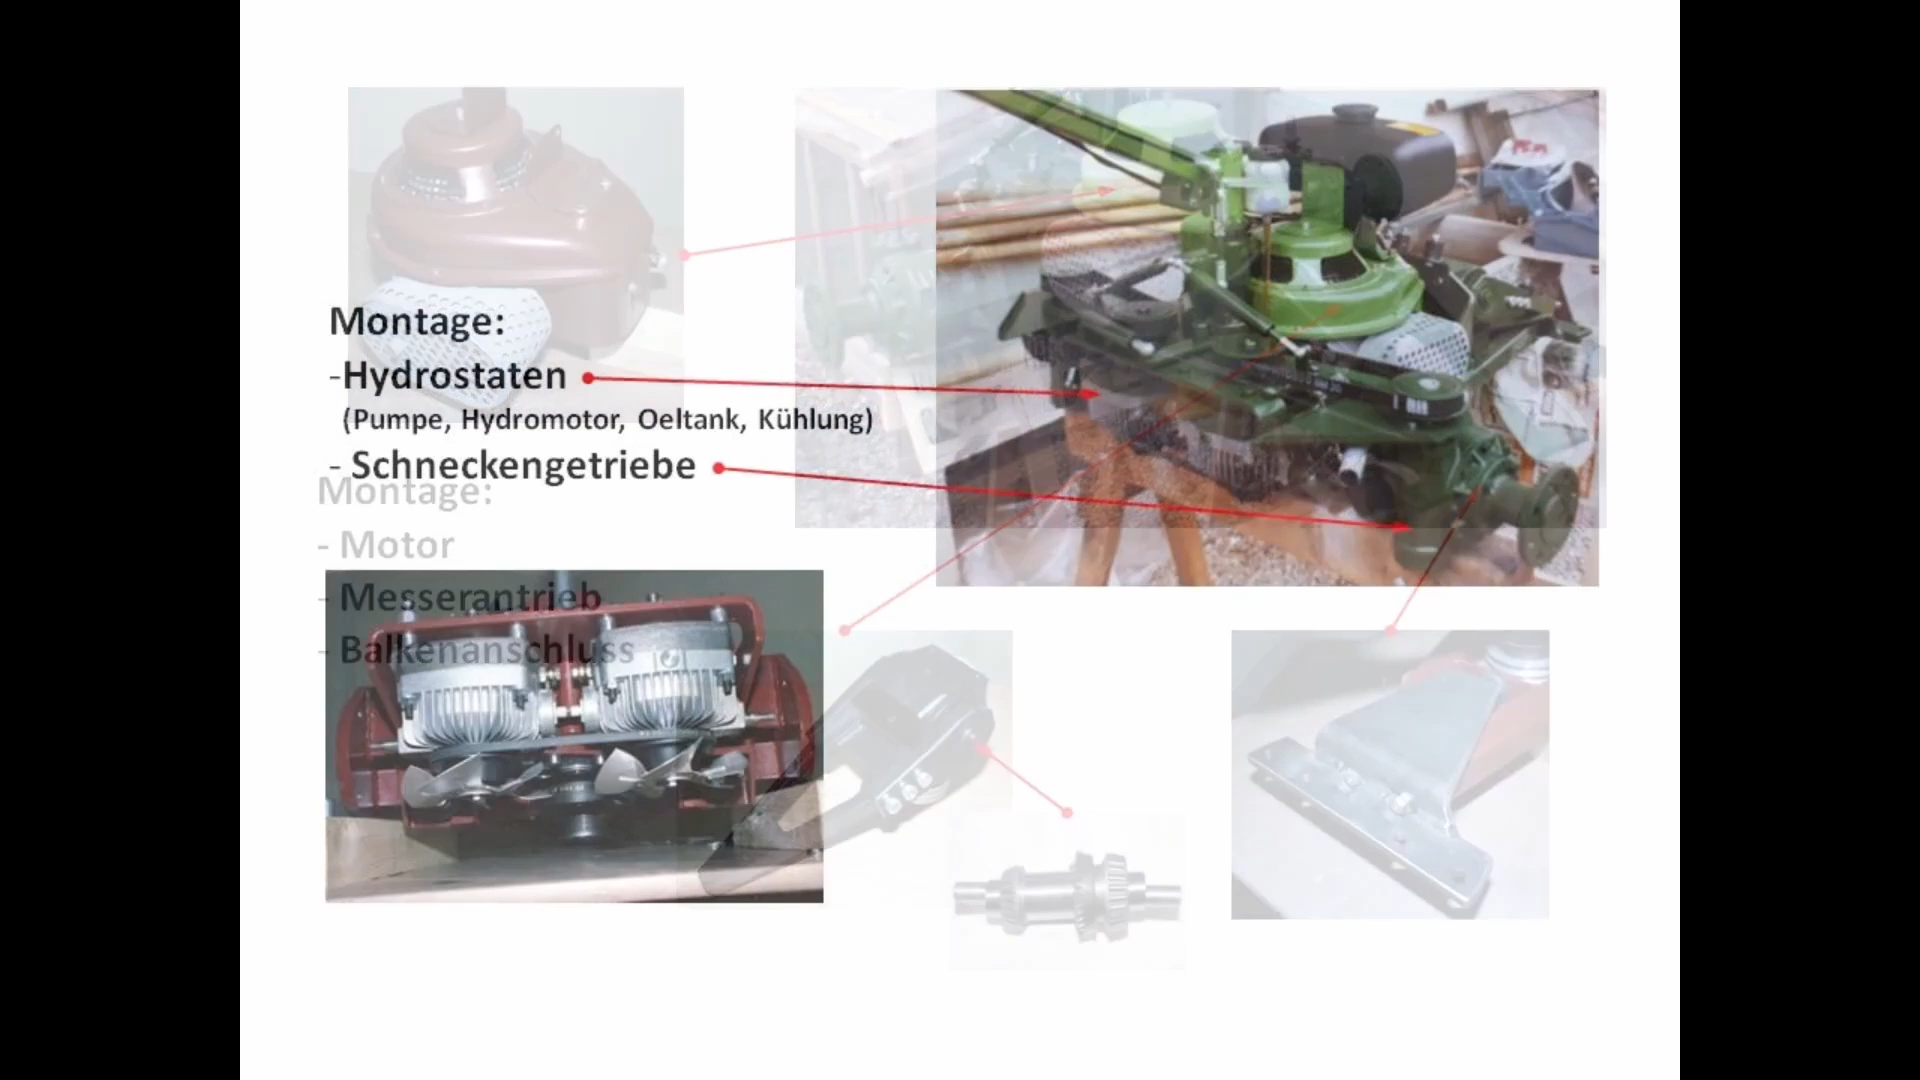 Montage:
-Hydrostaten
(Pumpe, Hydromotor, Oeltank, Kühlung)
- Schneckengetriebe
Montage:
- Motor
- Messerantrieb
- Balkenanschluss